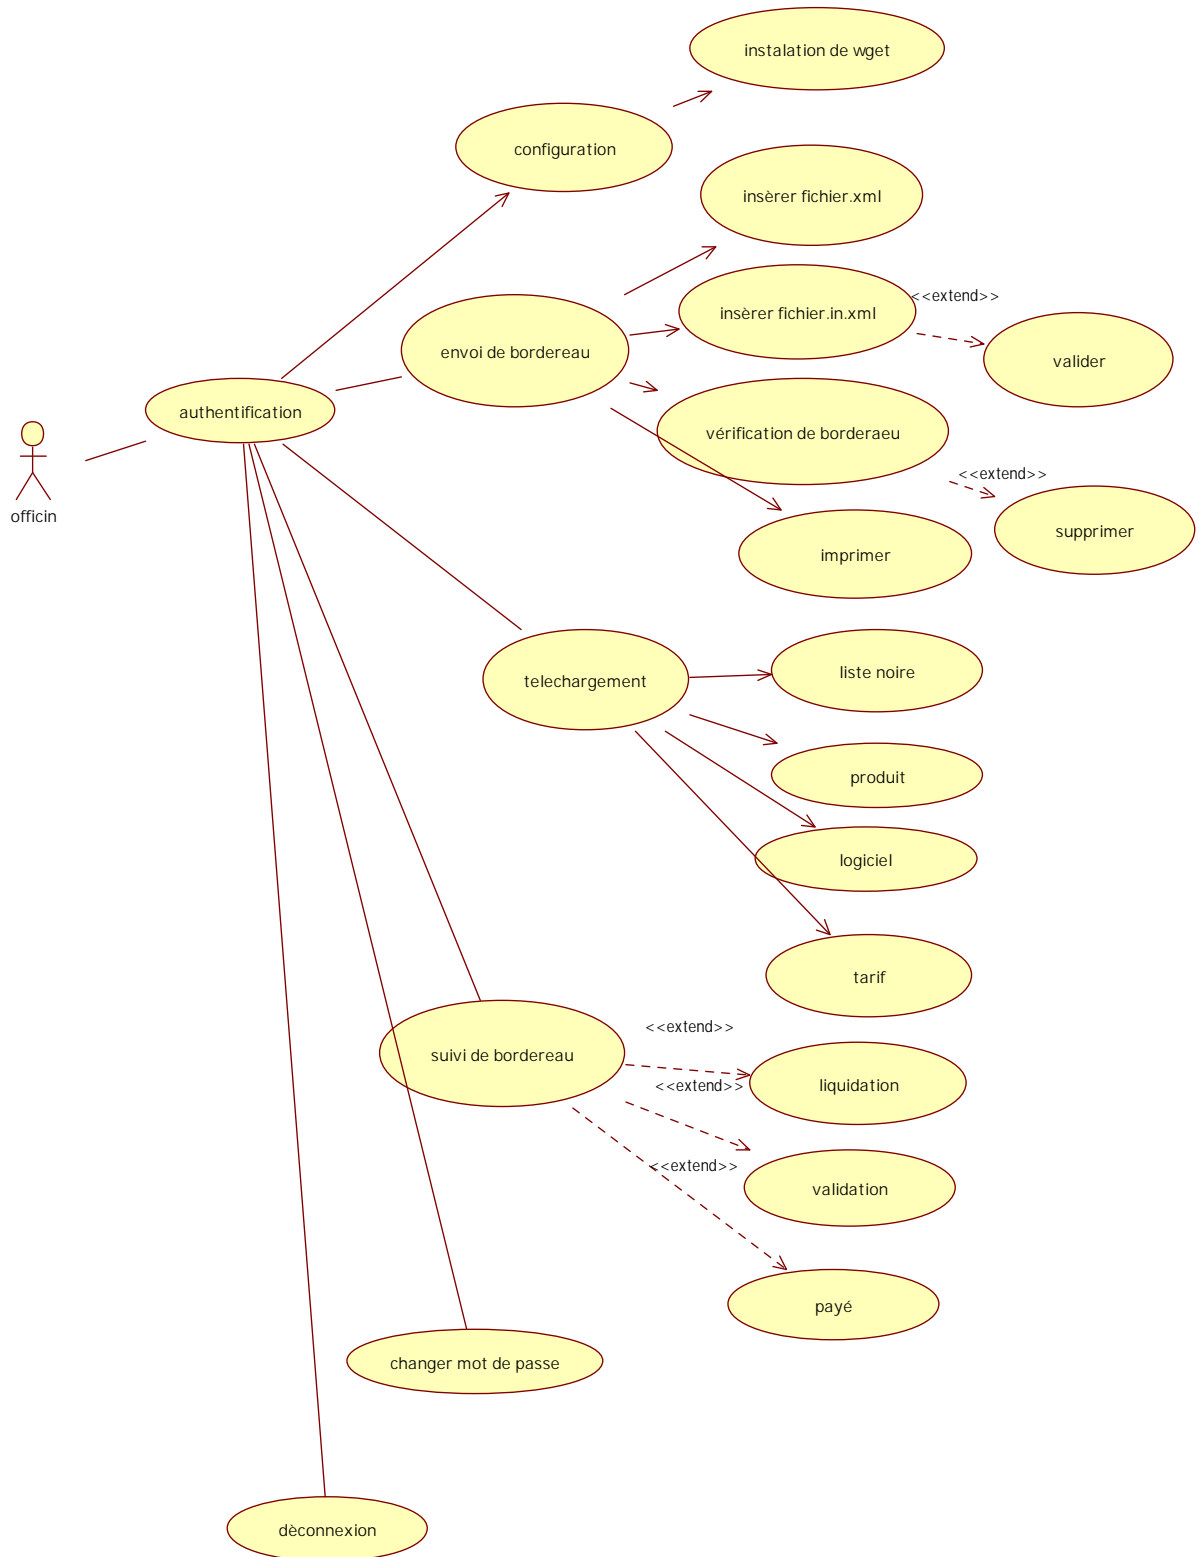 instalation de wget
configuration
insèrer fichier.xml
insèrer fichier.in.xml
<<extend>>
envoi de bordereau
valider
authentification
vérification de borderaeu
<<extend>>
officin
supprimer
imprimer
telechargement
liste noire
produit
logiciel
tarif
<<extend>>
suivi de bordereau
liquidation
<<extend>>
<<extend>>
validation
payé
changer mot de passe
dèconnexion